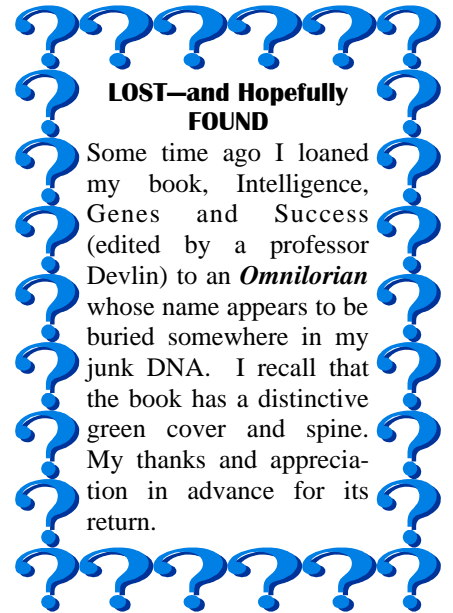 LOST—and Hopefully
FOUND
Some time ago I loaned
my book, Intelligence,
Genes and Success
(edited by a professor
Devlin) to an Omnilorian
whose name appears to be
buried somewhere in my
junk DNA. I recall that
the book has a distinctive
green cover and spine.
My thanks and apprecia-
tion in advance for its
return.